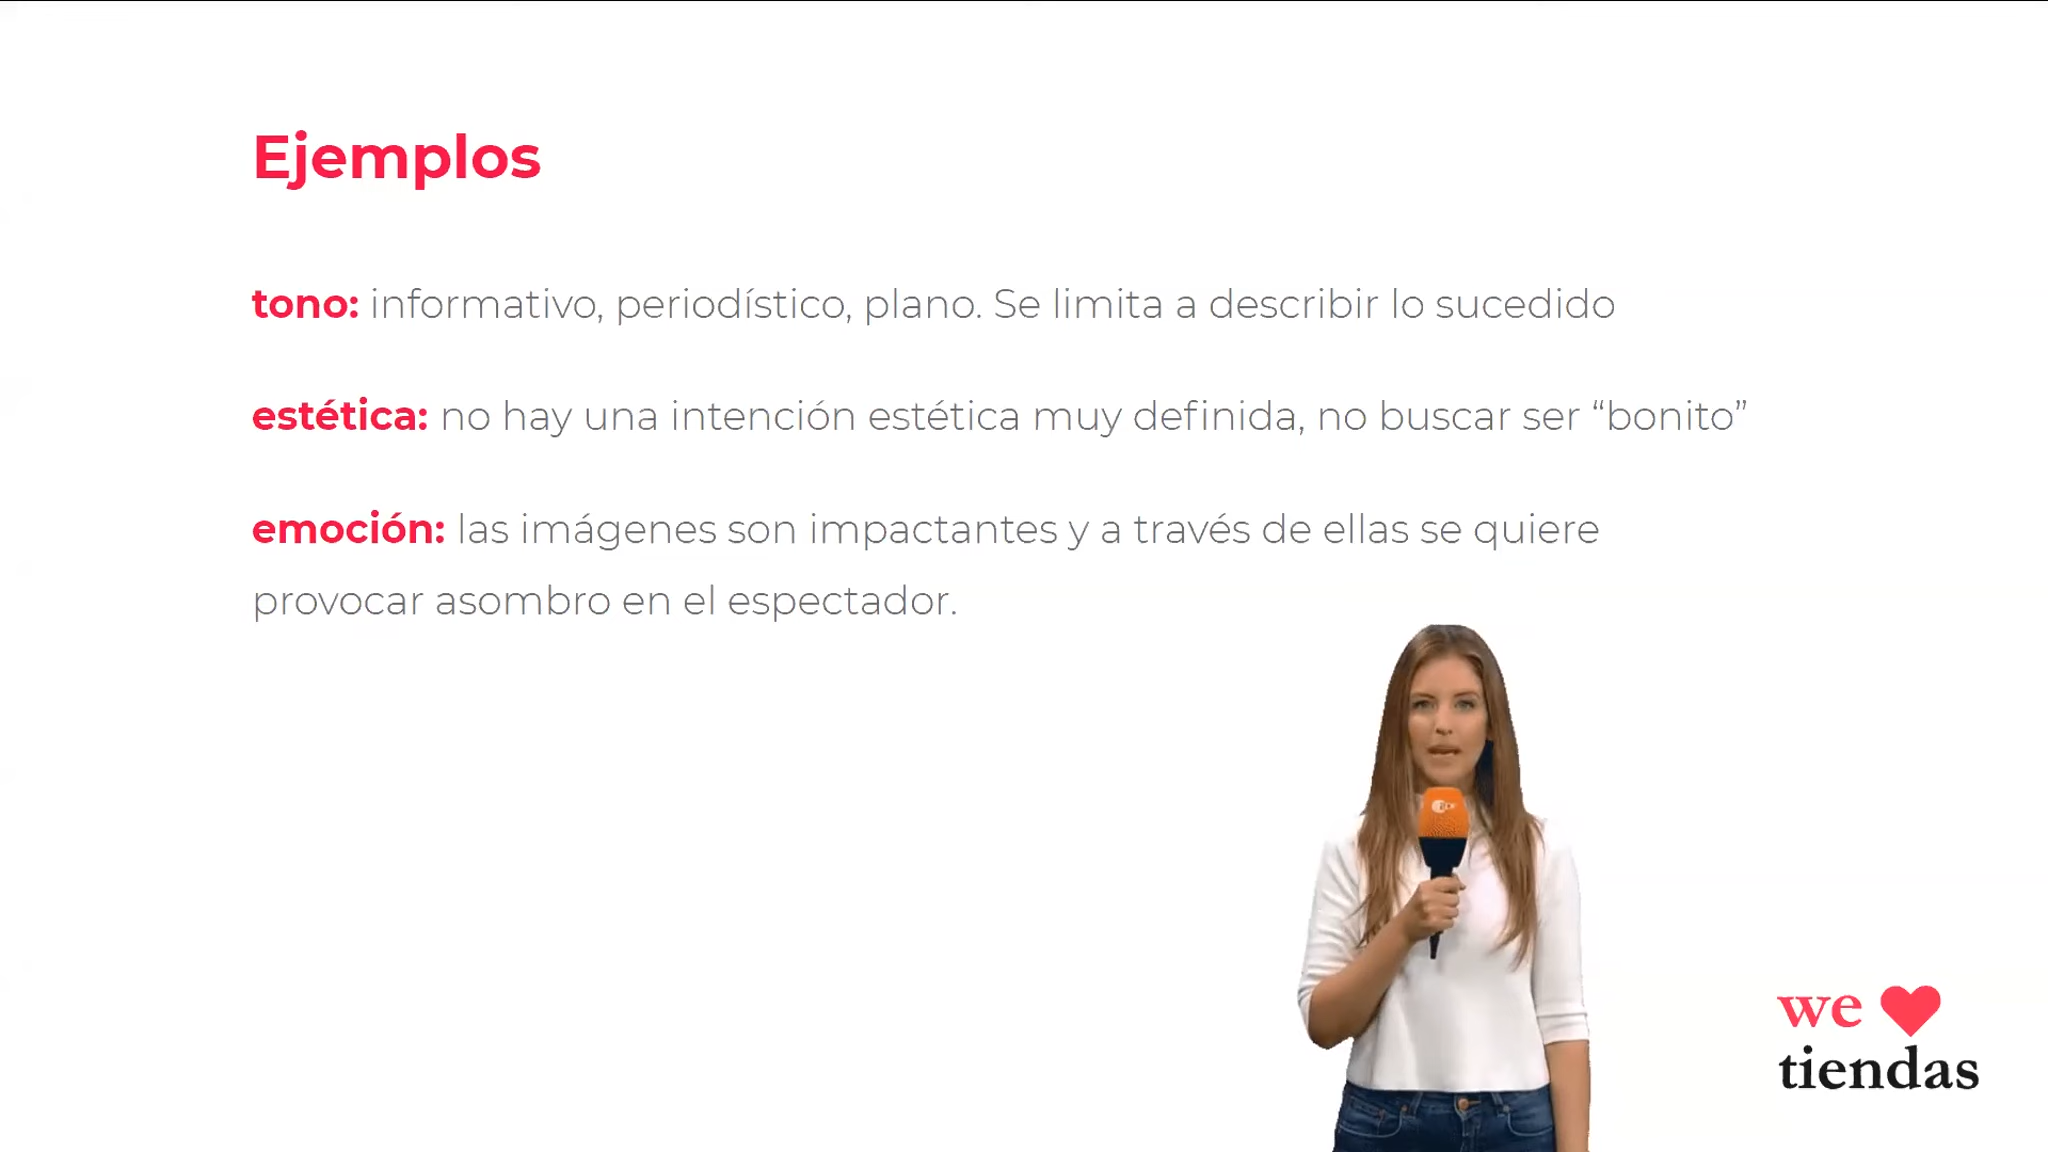 Ejemplos
tono: informativo, periodístico, plano. Se limita a describir lo sucedido
estética: no hay una intención estética muy definida, no buscar ser “bonito”
emoción: las imágenes son impactantes y a través de ellas se quiere
provocar asombro en el espectador.
we
tiendas